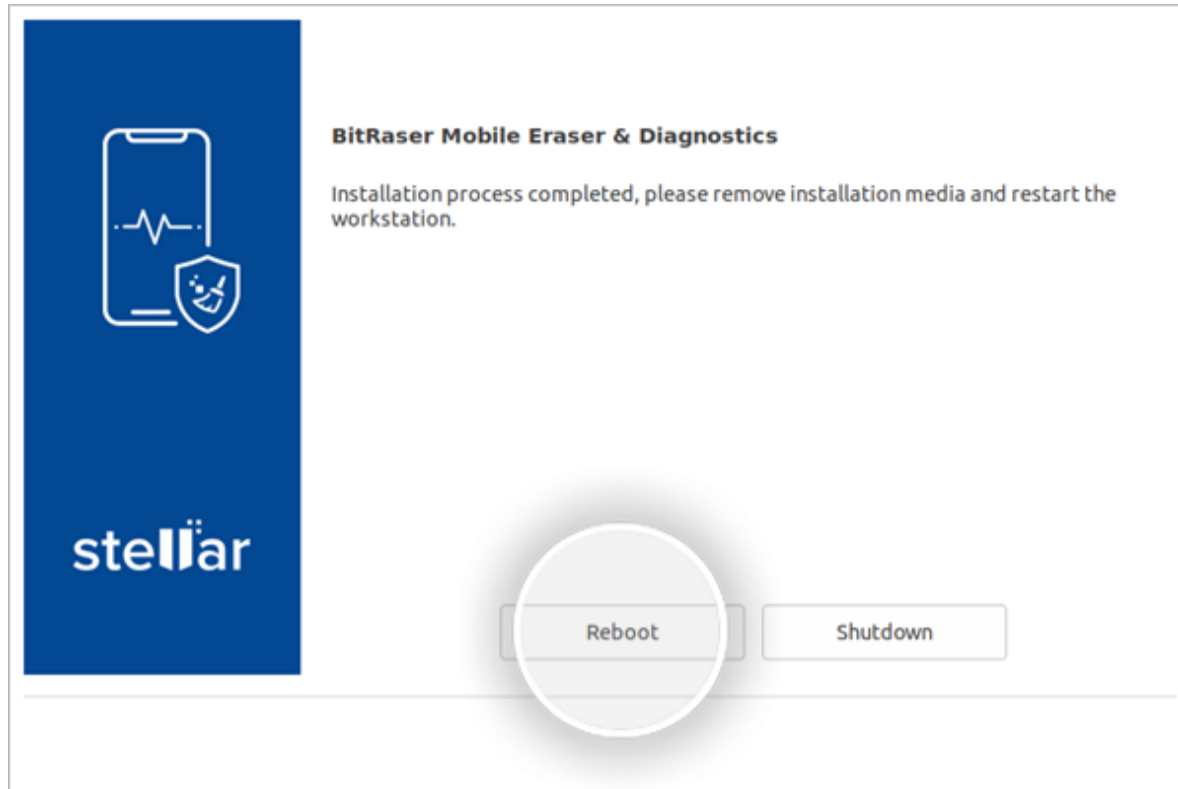 BitRaser Mobile Eraser & Diagnostics
Installation process completed, please remove installation media and restart the
workstation.
stellar
Reboot
Shutdown